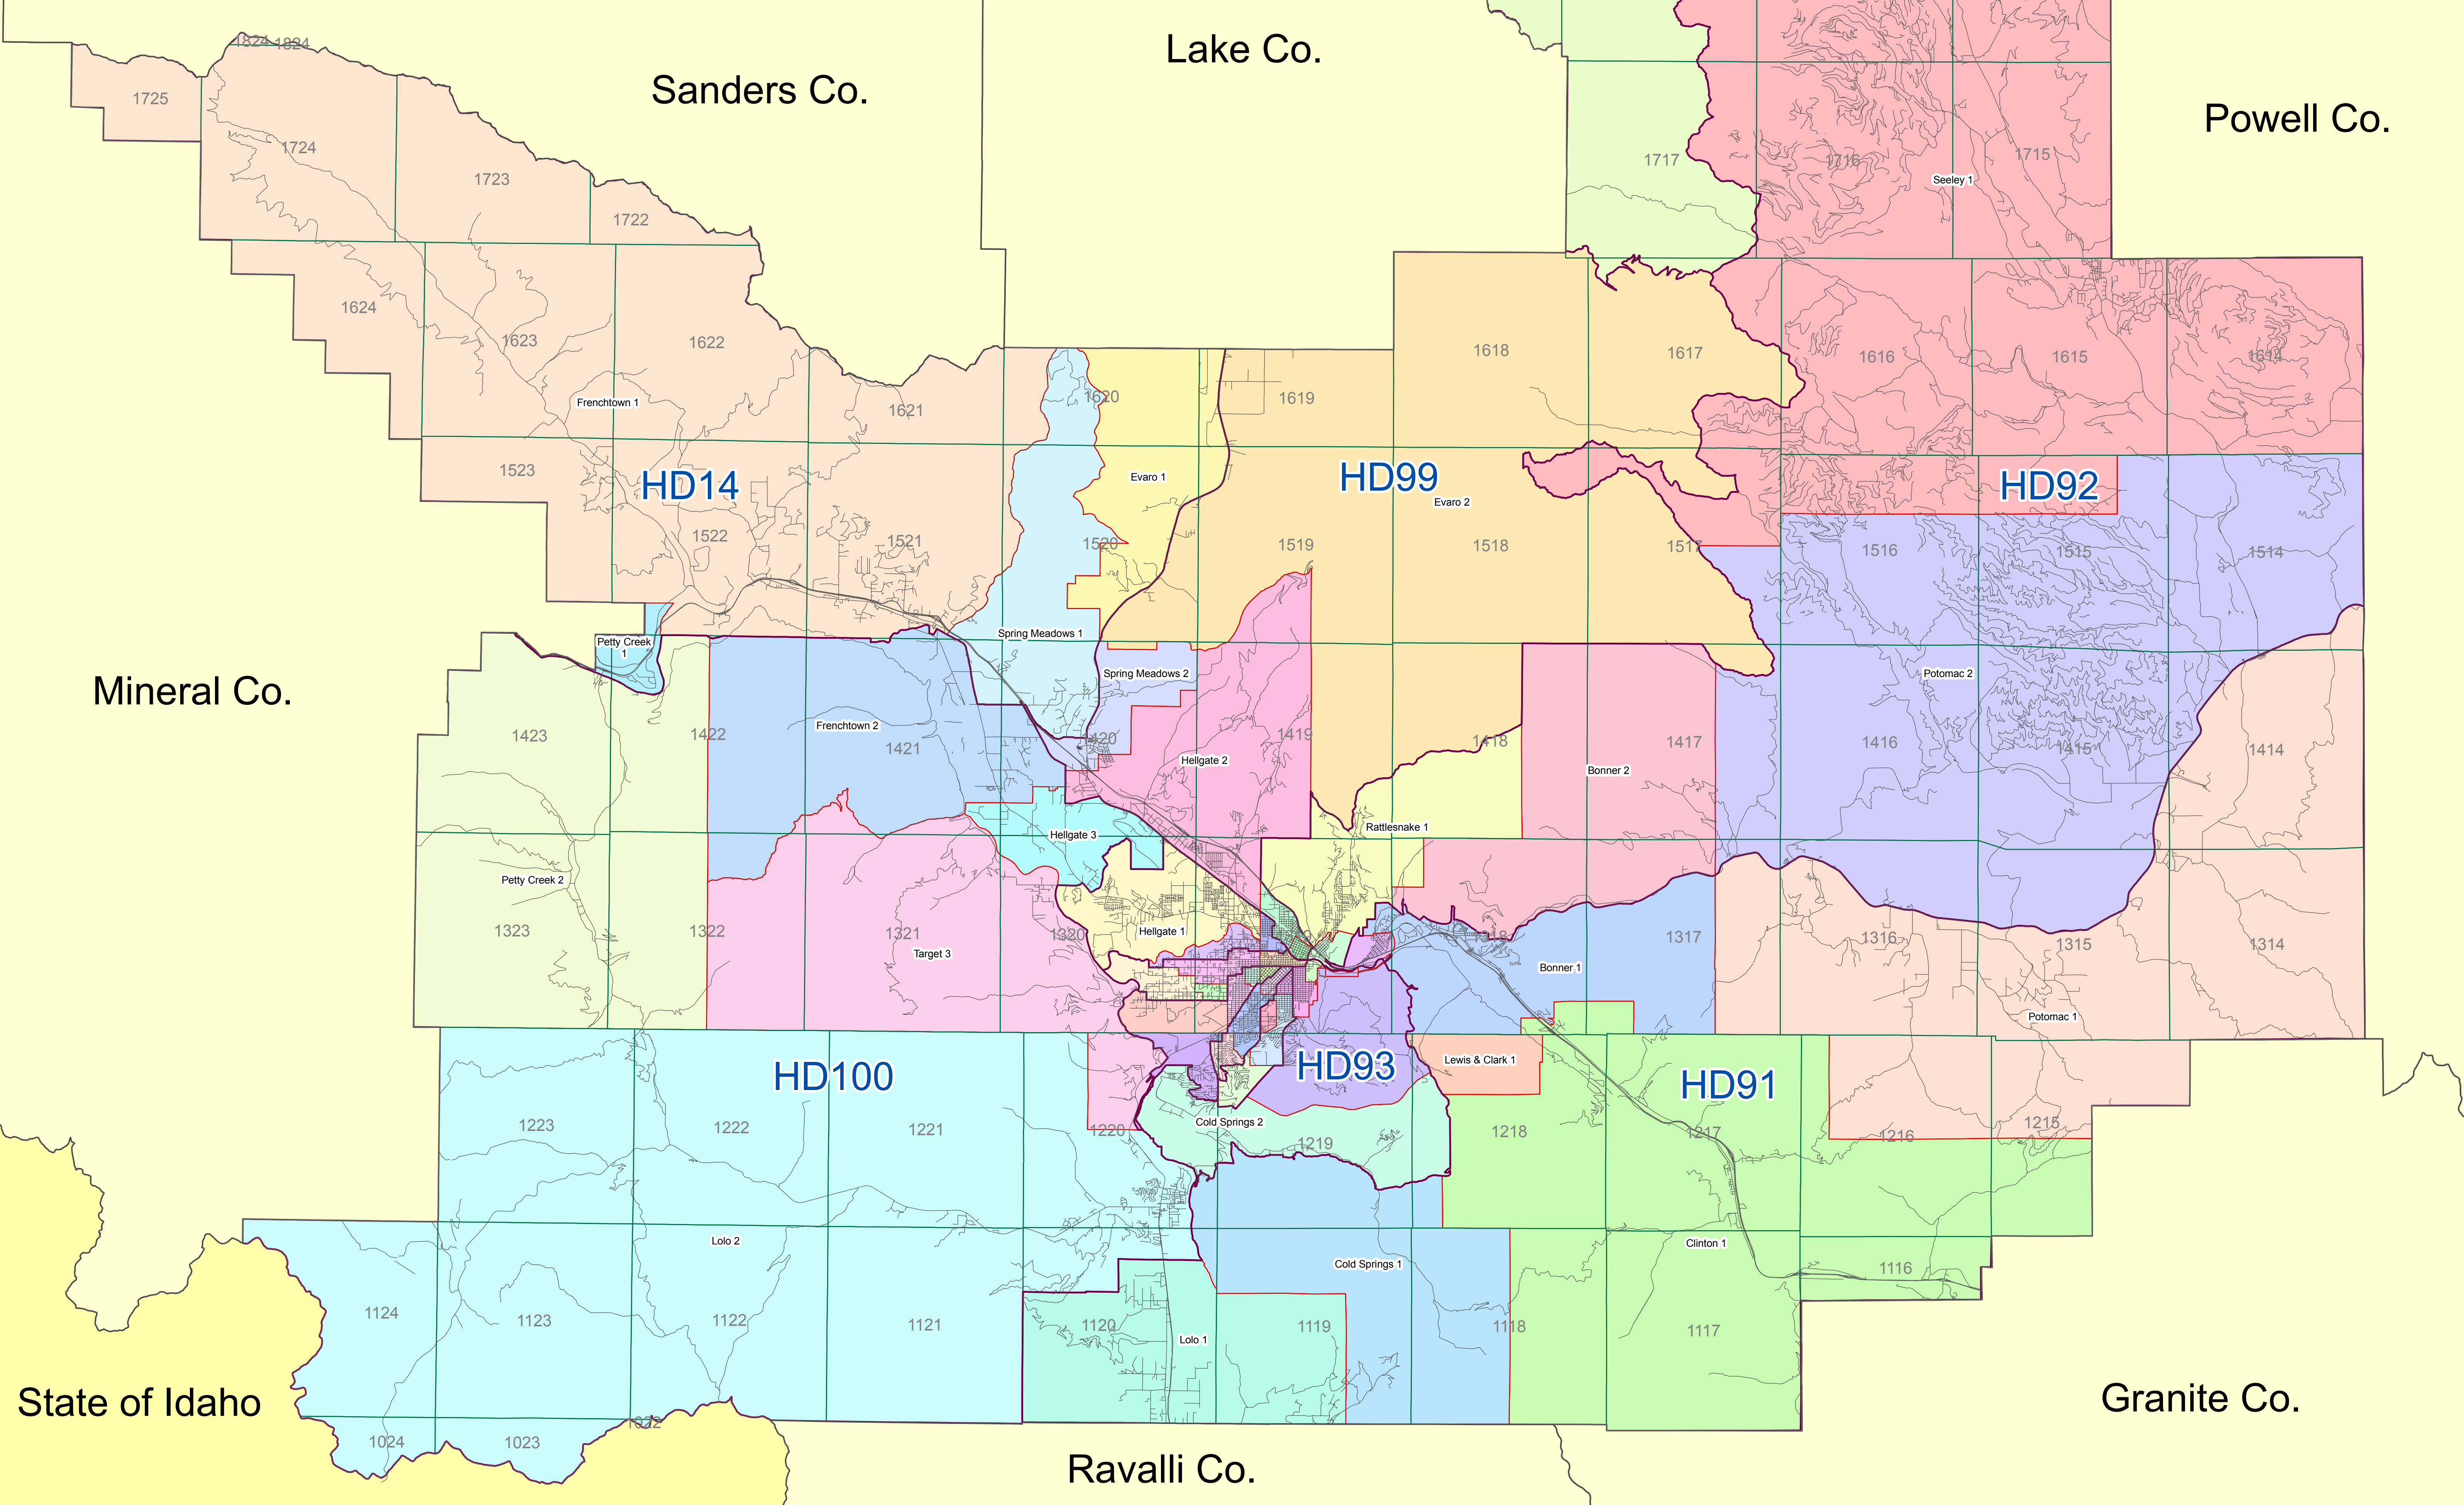 1824
1824
Lake Co.
Sanders Co.
1725
Powell Co.
1724
1717
1716
1715
1723
Seeley 1
1722
1624
1623
1622
1618
1617
1616
1615
1614
Frenchtown 1
1621
1620
1619
1523
HD14
Evaro 1
HD99
Evaro 2
HD92
1522
1521
1520
1519
1518
1517
1516
1515
1514
Petty Creek
1
Spring Meadows 1
Spring Meadows 2
Potomac 2
Mineral Co.
1423
1422
Frenchtown 2
1421
1420
Hellgate 2
1419
1418
Bonner 2
1417
1416
1415
1414
Hellgate 3
Rattlesnake 1
Petty Creek 2
1323
1322
1321
Target 3
1320
Hellgate 1
1318
Bonner 1
1317
1316
1315
1314
Potomac 1
HD100
HD93
Lewis & Clark 1
HD91
1223
1222
1221
1220
Cold Springs 2
1219
1218
1217
1216
1215
Lolo 2
Cold Springs 1
Clinton 1
1116
1124
1123
1122
1121
1120
Lolo 1
1119
1118
1117
State of Idaho
Granite Co.
1024
1023
1022
Ravalli Co.